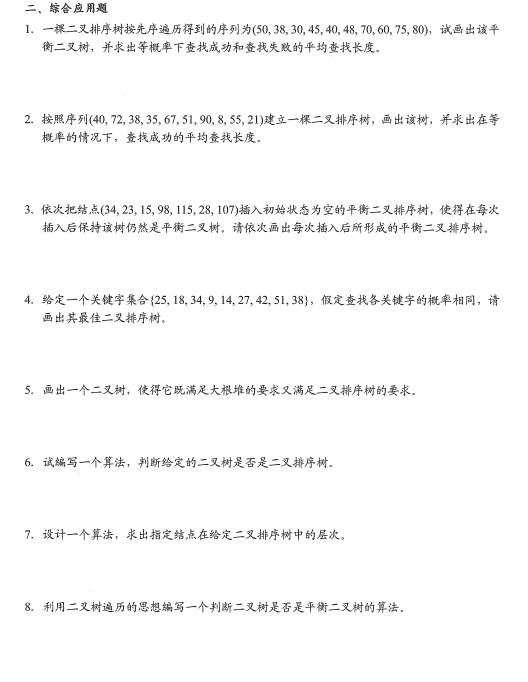 二、综合应用题
1. 一棵二叉排序树按先序遍历得到的序列为(50, 38, 30, 45, 40, 48, 70, 60, 75, 80)，试画出该平
衡二叉树，并求出等概率下查找成功和查找失败的平均查找长度。
2. 按照序列(40, 72, 38, 35, 67, 51, 90, 8, 55, 21)建立一棵二叉排序树，画出该树，并求出在等
概率的情况下，查找成功的平均查找长度。
3. 依次把结点(34, 23, 15, 98, 115, 28, 107)插入初始状态为空的平衡二叉排序树，使得在每次
插入后保持该树仍然是平衡二叉树。请依次画出每次插入后所形成的平衡二叉排序树。
4. 给定一个关键字集合{25, 18, 34, 9, 14, 27, 42, 51, 38}，假定查找各关键字的概率相同，请
画出其最佳二叉排序树。
5. 画出一个二叉树，使得它既满足大根堆的要求又满足二叉排序树的要求。
6. 试编写一个算法，判断给定的二叉树是否是二叉排序树。
7. 设计一个算法，求出指定结点在给定二叉排序树中的层次。
8. 利用二叉树遍历的思想编写一个判断二叉树是否是平衡二叉树的算法。